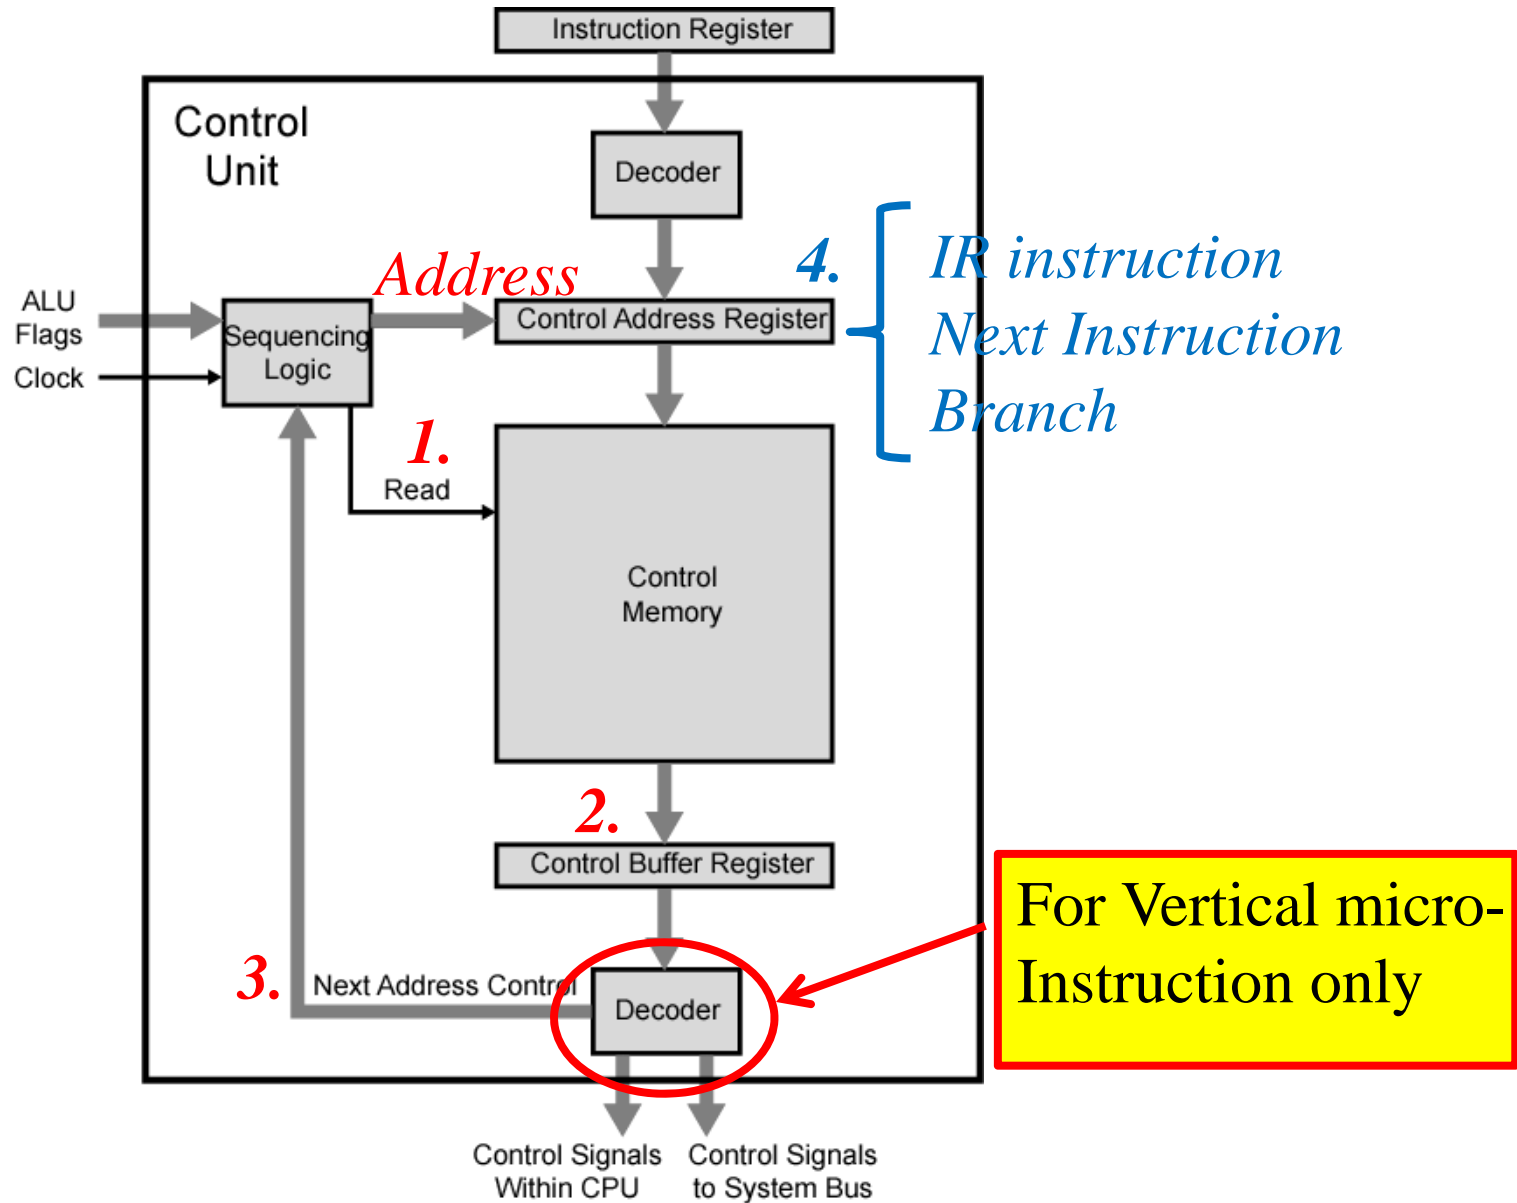 Instruction Register
Control
Unit
Decoder
Address
4.
IR instruction
Next Instruction
Branch
ALU
Flags
Clock
Sequencing
Logic
Control Address Register
1.
Read
Control
Memory
2.
Control Buffer Register
For Vertical micro-
Instruction only
3.
Next Address Control
Decoder
Control Signals
Within CPU
Control Signals
to System Bus